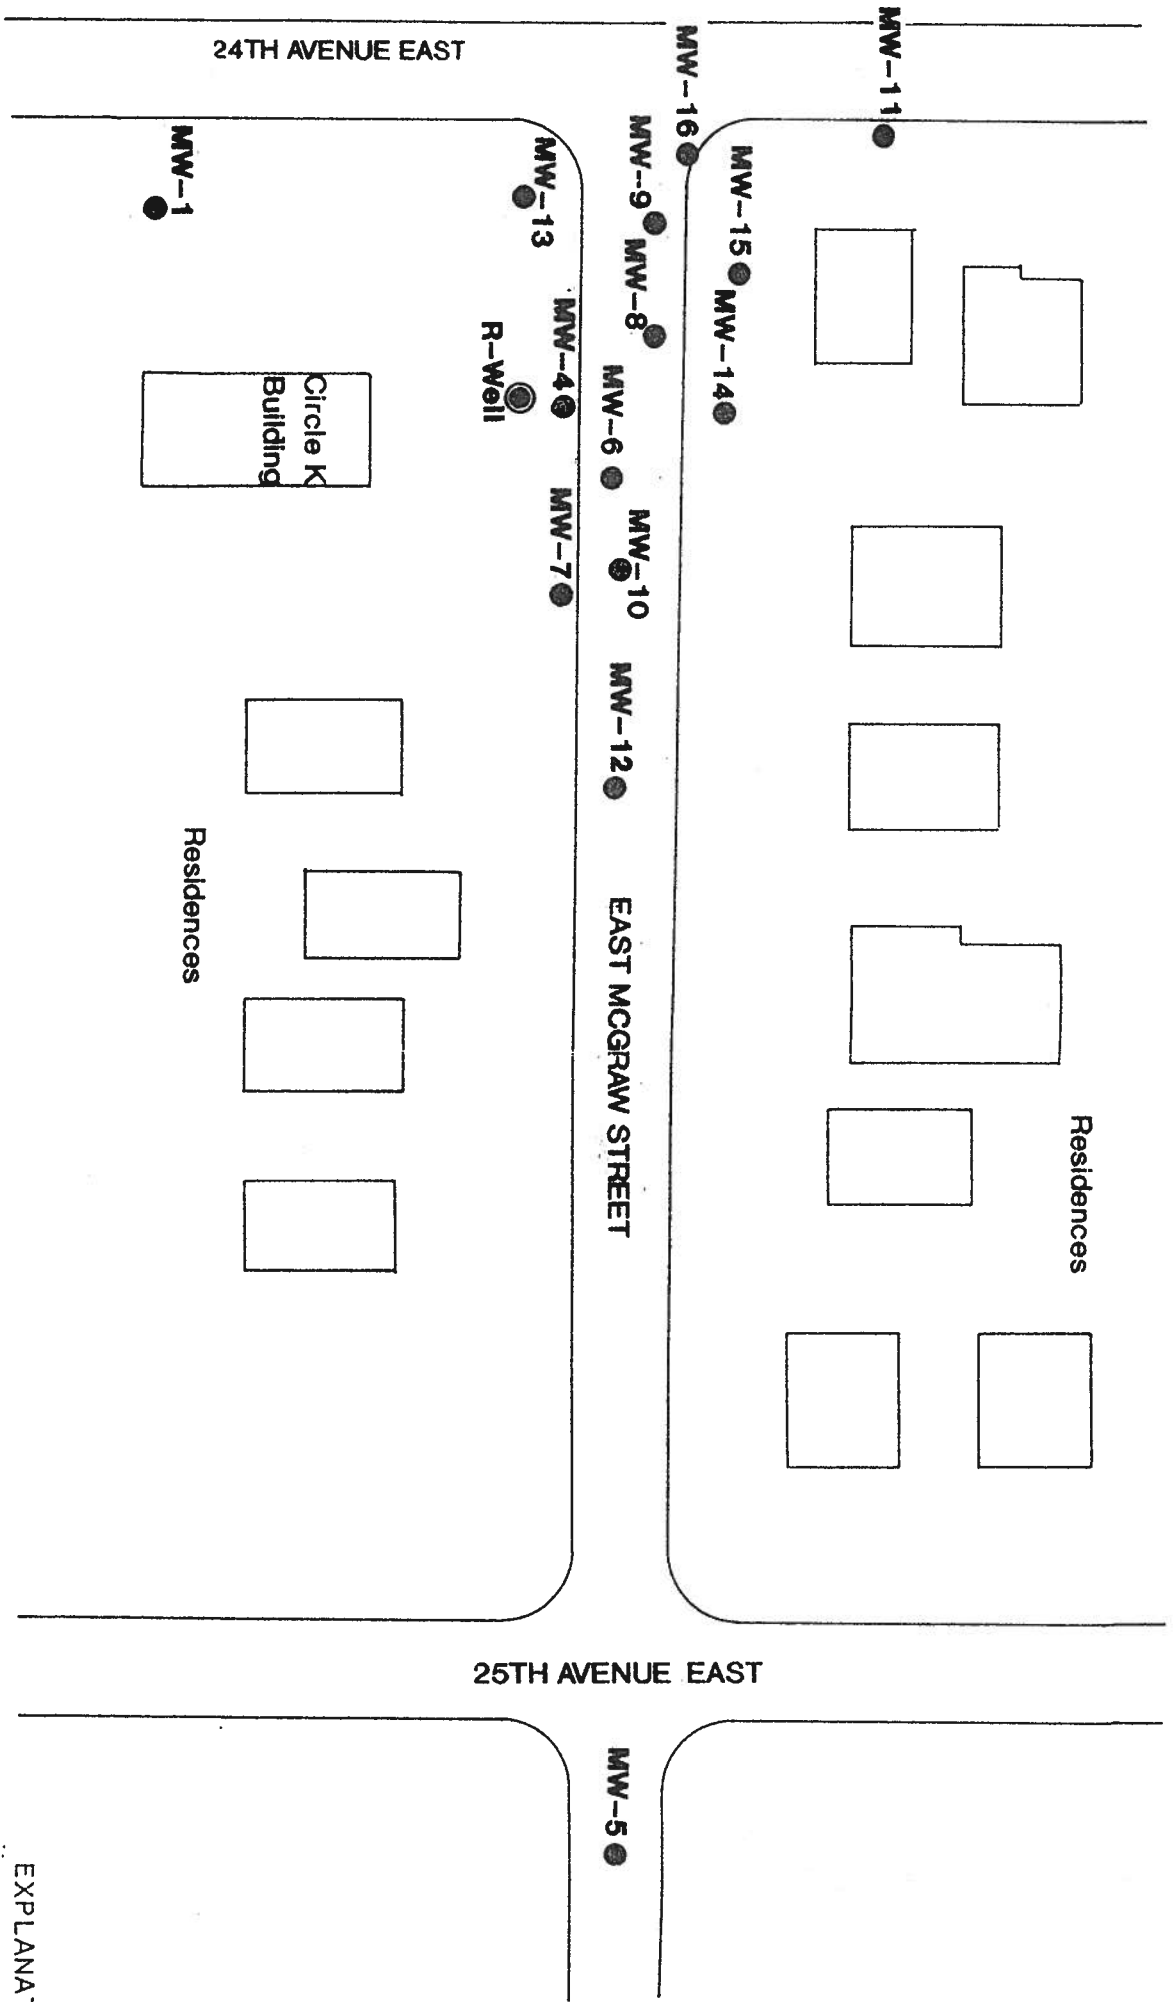 24TH AVENUE EAST
MW-11
MW-16
MW-9
MW-15
MW-1
MW-13
MW-8
MW-14
MW-4
R-Well
MW-6
Circle K
Building
MW-7
MW-10
MW-12
Residences
EAST MCGRAW STREET
Residences
25TH AVENUE EAST
MW-5
EXPLANAT